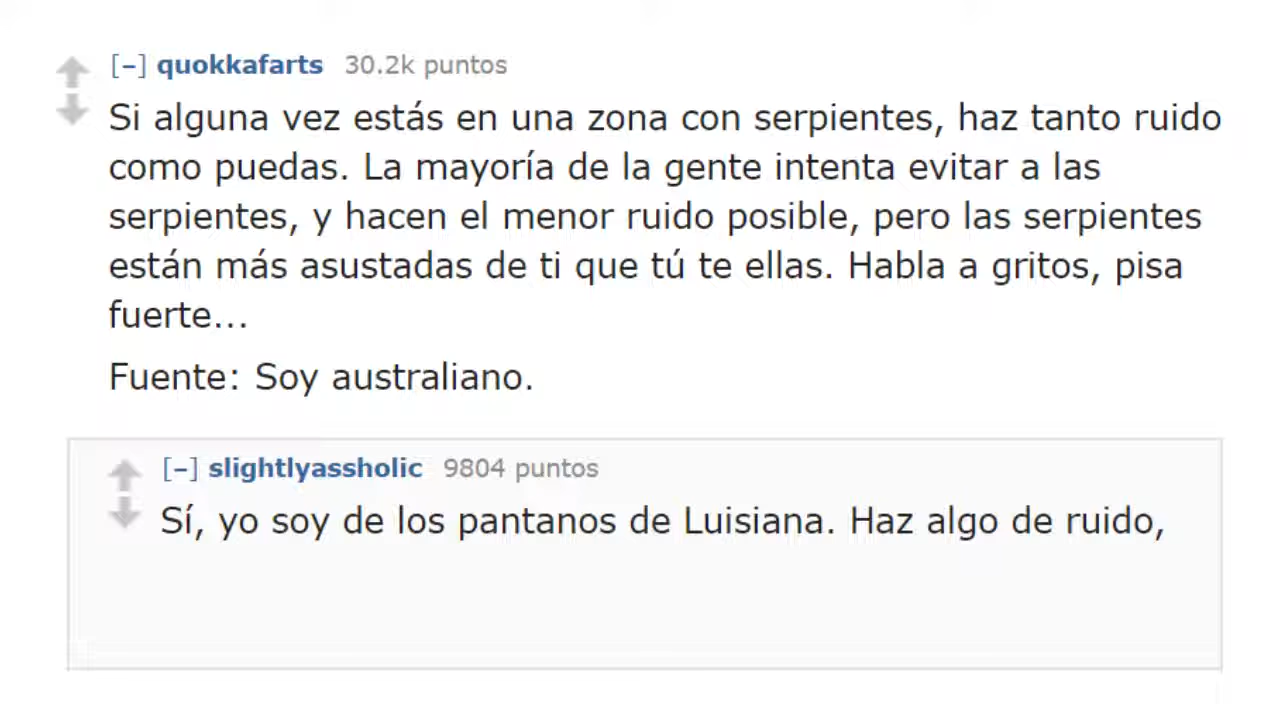 [–] quokkafarts 30.2k puntos
Si alguna vez estás en una zona con serpientes, haz tanto ruido
como puedas. La mayoría de la gente intenta evitar a las
serpientes, y hacen el menor ruido posible, pero las serpientes
están más asustadas de ti que tú te ellas. Habla a gritos, pisa
fuerte...
Fuente: Soy australiano.
[–] slightlyassholic 9804 puntos
Sí, yo soy de los pantanos de Luisiana. Haz algo de ruido,